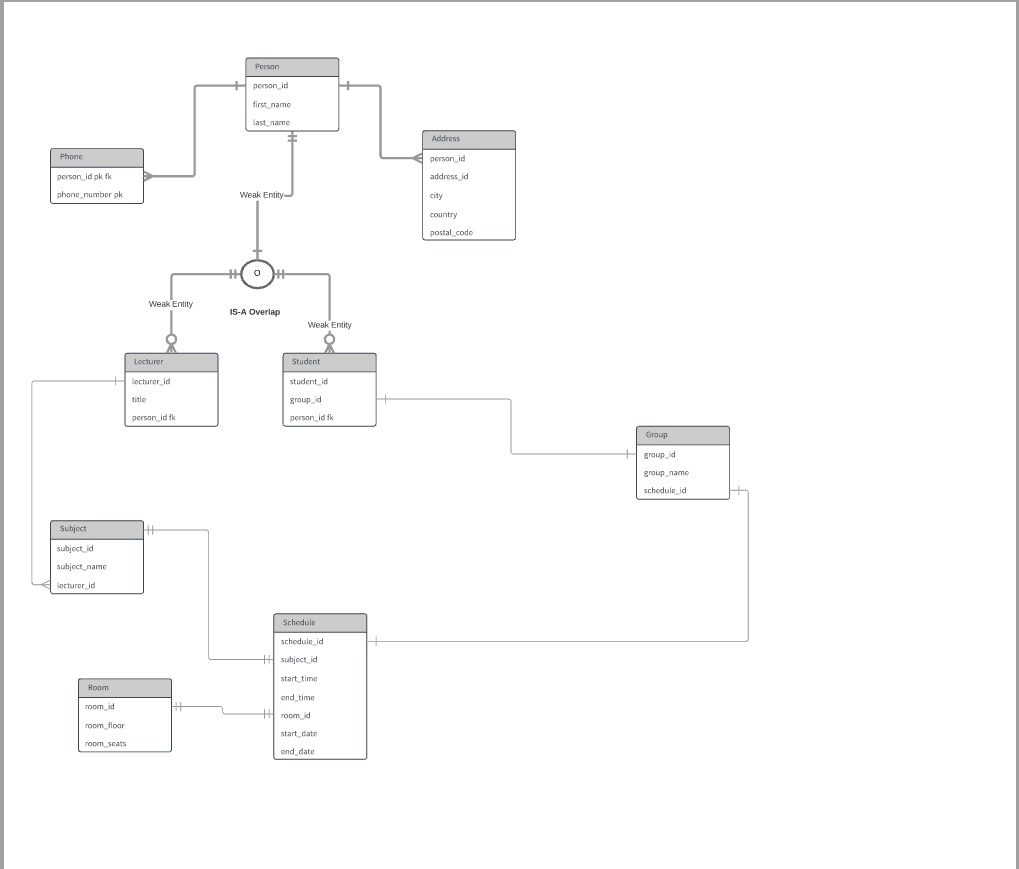 Person
person_id
first_name
last_name
Address
person_id
address_id
city
country
postal_code
Phone
person_id pk fk
phone_number pk
Weak Entity
O
IS-A Overlap
Weak Entity
Weak Entity
Lecturer
lecturer_id
title
person_id fk
Student
student_id
group_id
person_id fk
Group
group_id
group_name
schedule_id
Subject
subject_id
subject_name
lecturer_id
Schedule
schedule_id
subject_id
start_time
end_time
room_id
start_date
end_date
Room
room_id
room_floor
room_seats